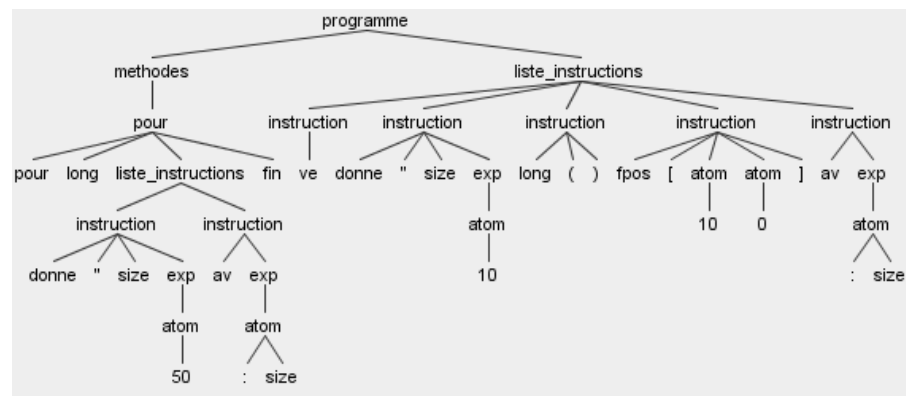 programme
methodes liste_instructions
pour instruction instruction instruction instruction instruction
pour long liste_instructions fin ve donne " size exp long ( ) fpos [ atom atom ] av exp
instruction instruction atom 10 0 atom
donne " size exp av exp 10 : size
atom atom
50 : size